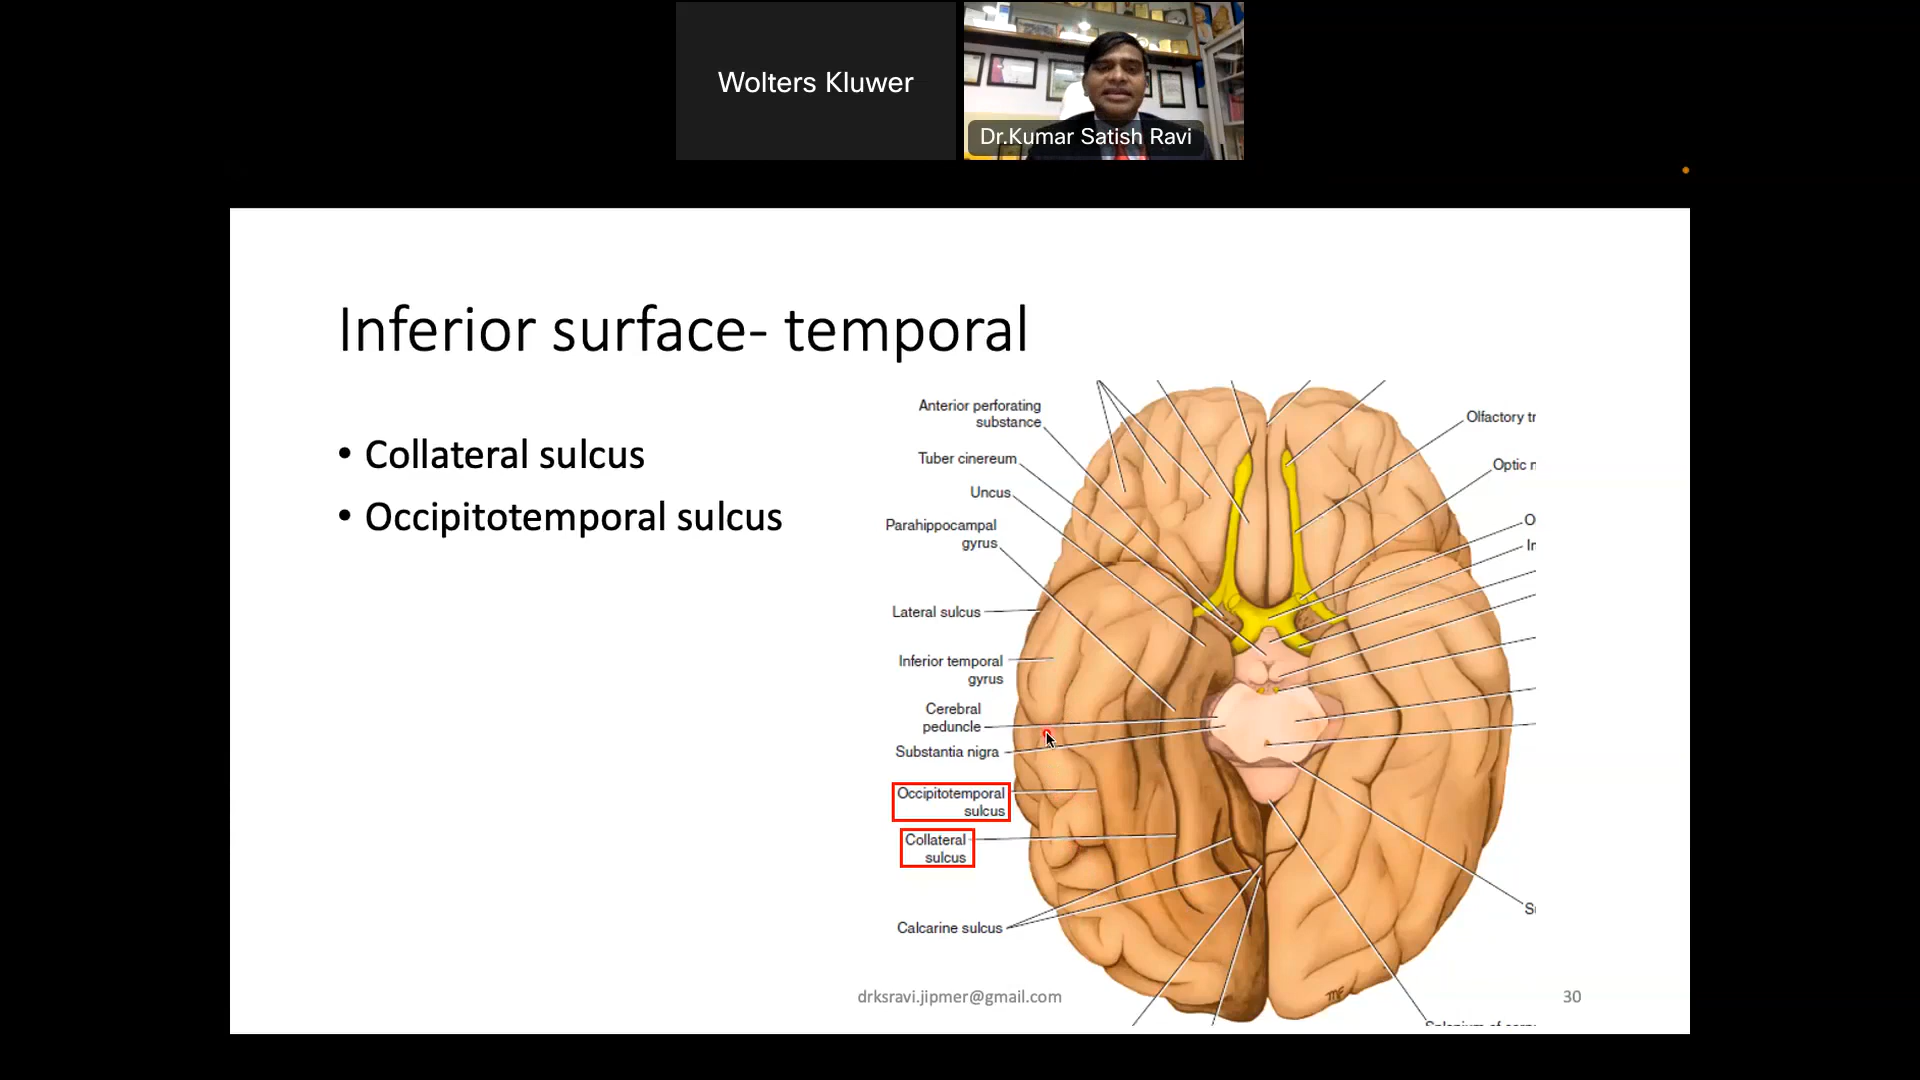 Wolters Kluwer
Dr.Kumar Satish Ravi
Inferior surface- temporal
• Collateral sulcus
• Occipitotemporal sulcus
Anterior perforating
substance
Tuber cinereum
Uncus
Parahippocampal
gyrus
Lateral sulcus
Inferior temporal
gyrus
Cerebral
peduncle
Substantia nigra
Occipitotemporal
sulcus
Collateral
sulcus
Calcarine sulcus
Olfactory tr
Optic n
O
In
drksravi.jipmer@gmail.com
30